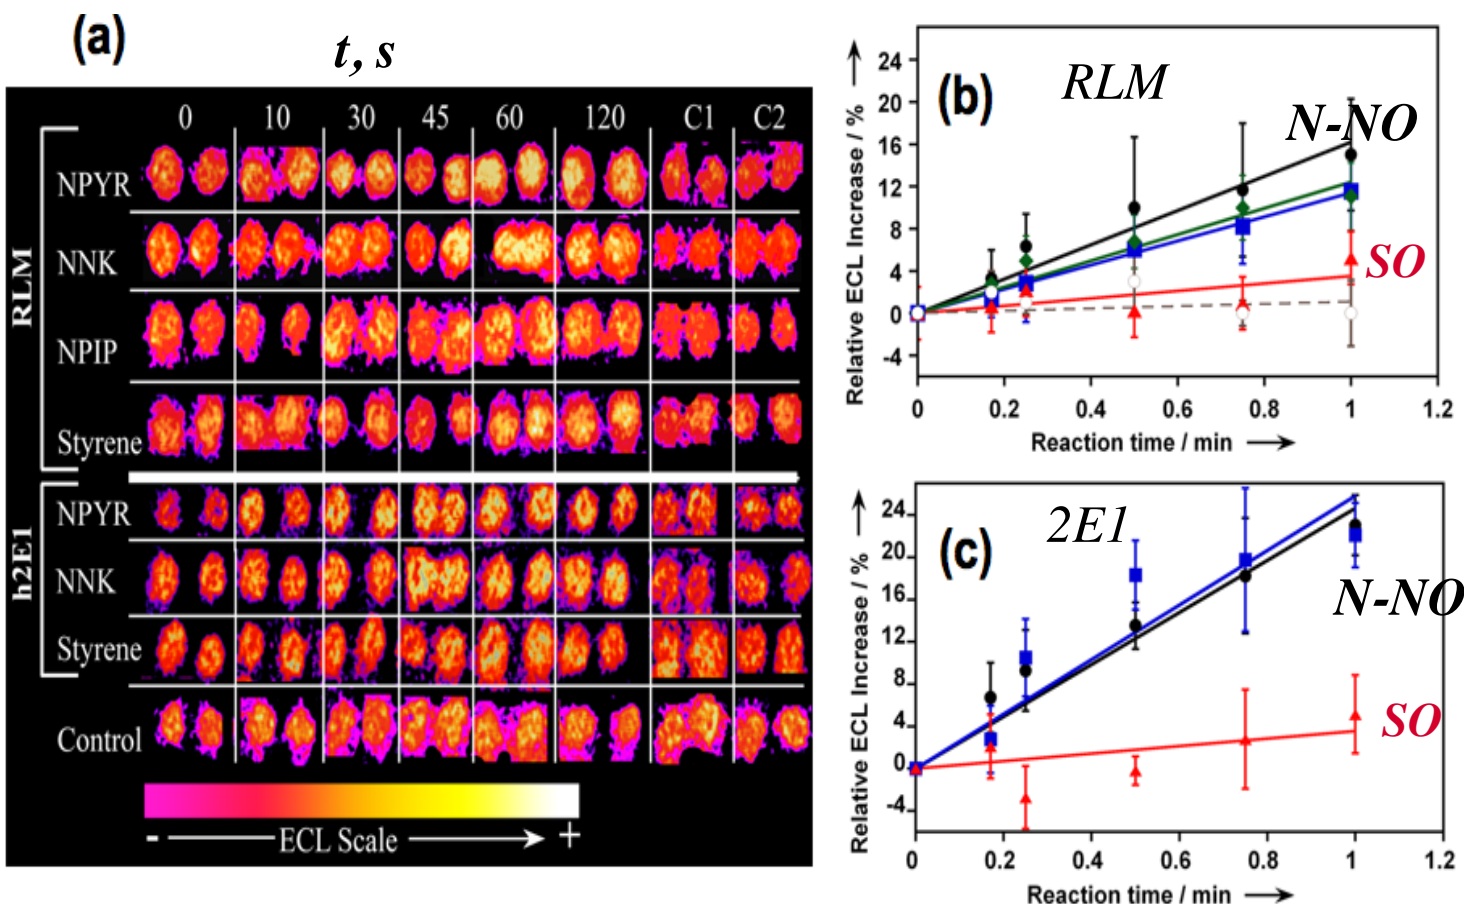 (a)
t, s
0 10 30 45 60 120 C1 C2
RLM
NPYR
NNK
NPIP
Styrene
h2E1
NPYR
NNK
Styrene
Control
- ECL Scale +
(b)
RLM
N-NO
SO
Relative ECL Increase / %
24
20
16
12
8
4
0
-4
0 0.2 0.4 0.6 0.8 1 1.2
Reaction time / min
(c)
2E1
N-NO
SO
Relative ECL Increase / %
24
20
16
12
8
4
0
-4
0 0.2 0.4 0.6 0.8 1 1.2
Reaction time / min